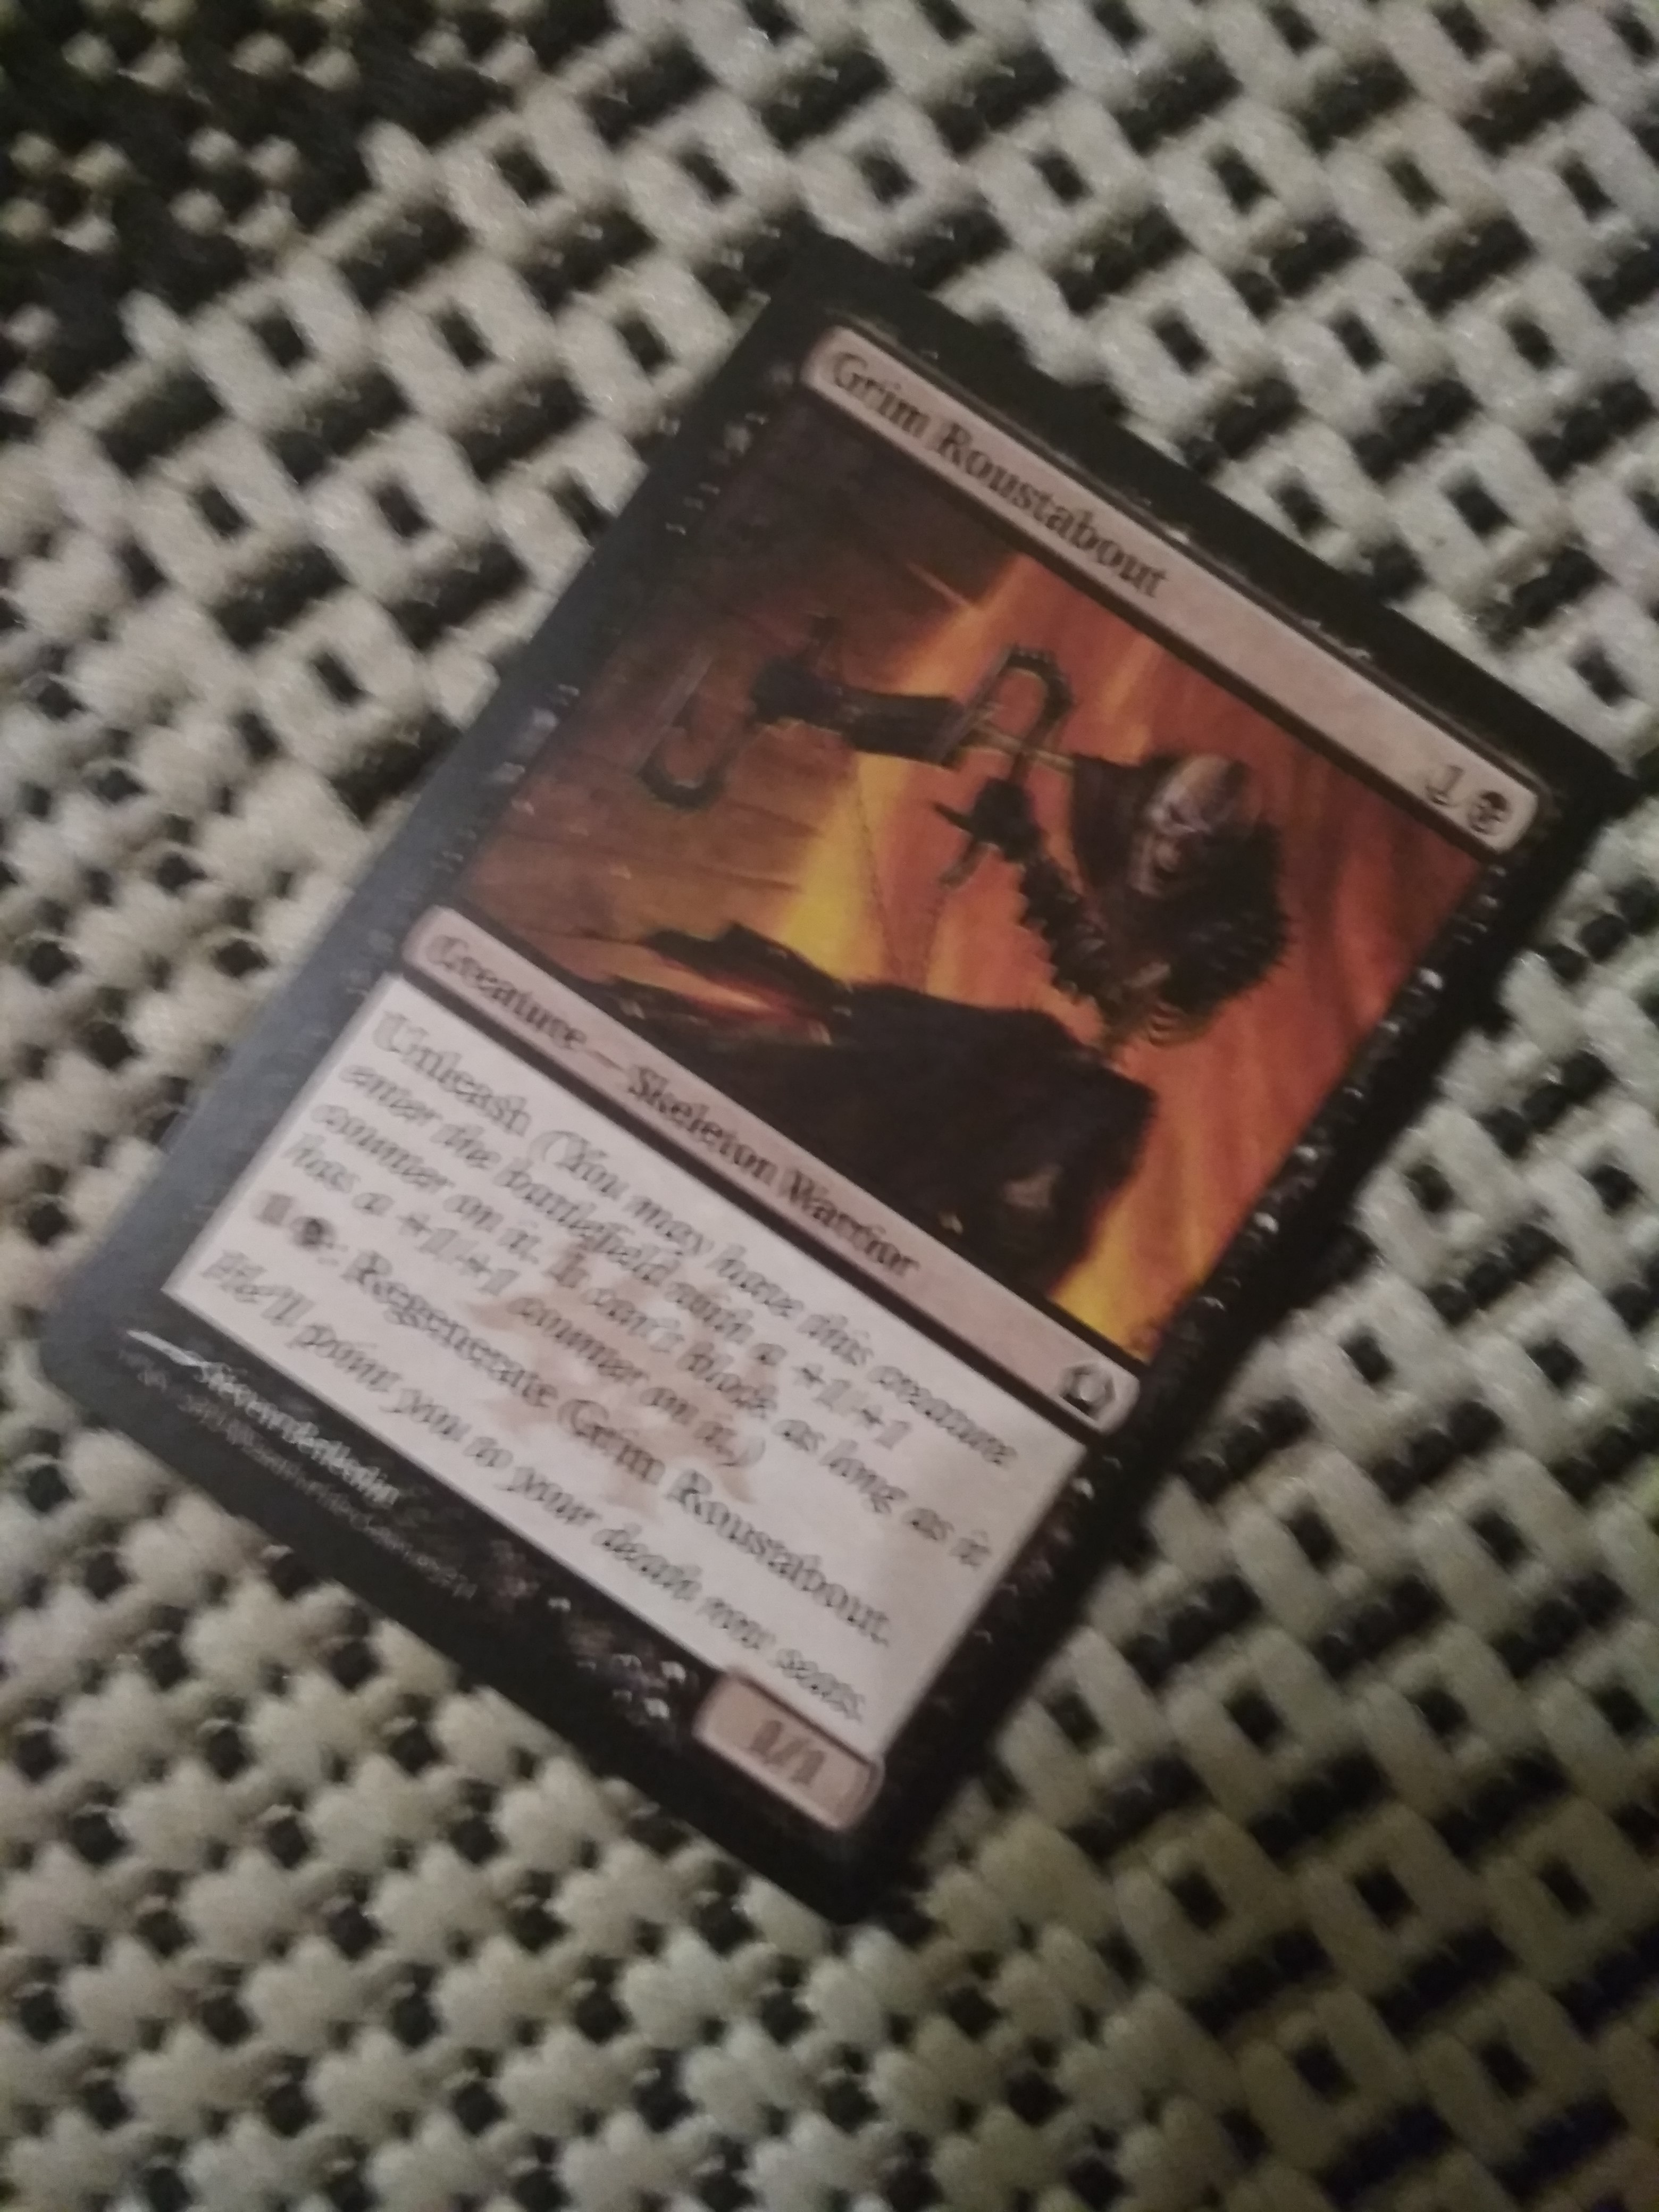 Grim Roustabout 1
Creature — Skeleton Warrior
Unleash (You may have this creature
enter the battlefield with a +1/+1
counter on it. It can't block as long as it
has a +1/+1 counter on it.)
1 : Regenerate Grim Roustabout.
He'll point you to your death seats.
1/1